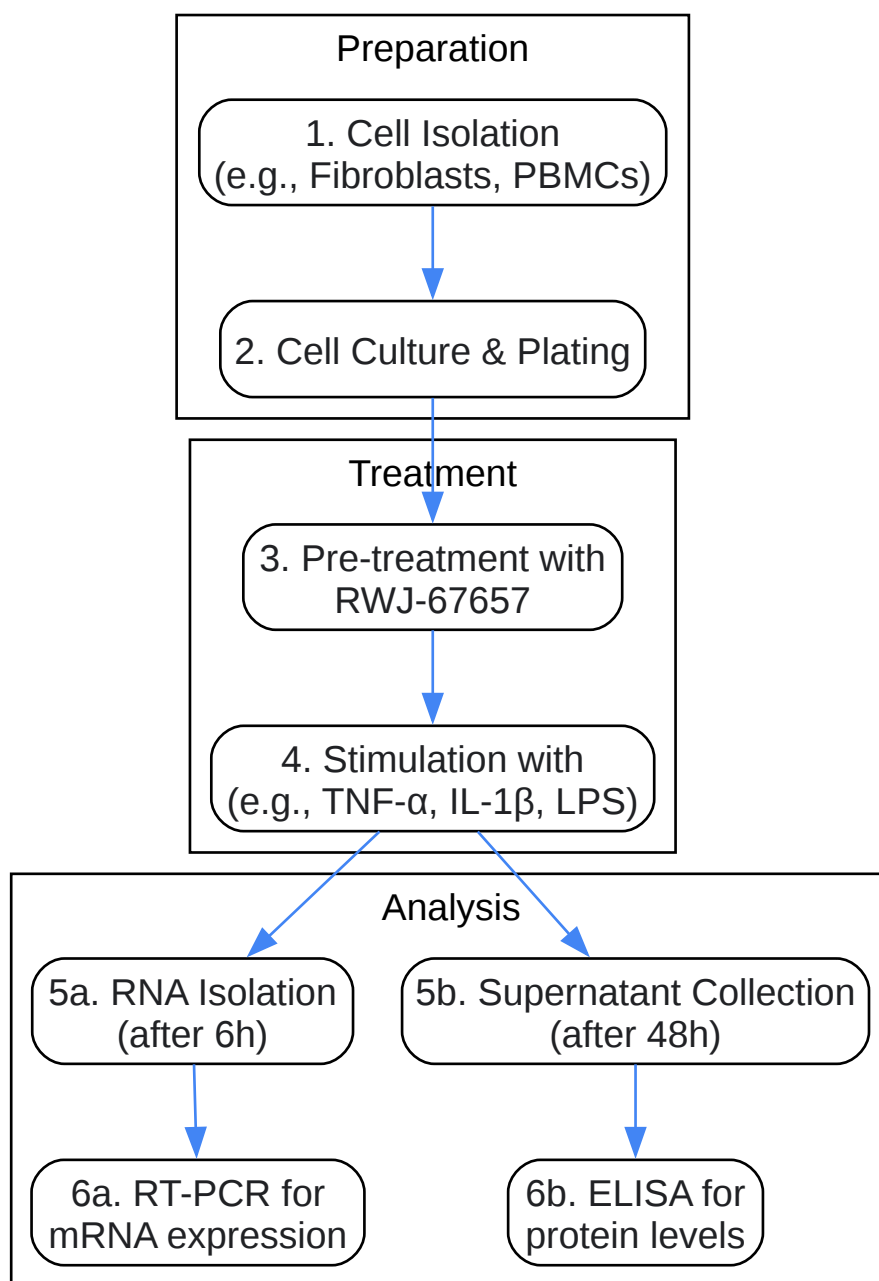 Preparation
1. Cell Isolation
(e.g., Fibroblasts, PBMCs)
2. Cell Culture & Plating
Treatment
3. Pre-treatment with
RWJ-67657
4. Stimulation with
(e.g., TNF-α, IL-1β, LPS)
Analysis
5a. RNA Isolation
(after 6h)
5b. Supernatant Collection
(after 48h)
6a. RT-PCR for
mRNA expression
6b. ELISA for
protein levels